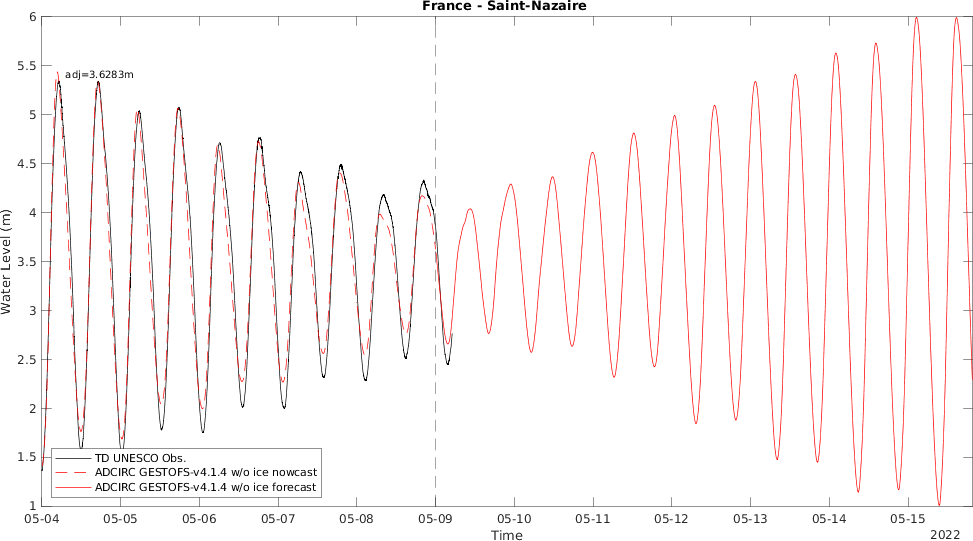 France - Saint-Nazaire
adj=3.6283m
6
5.5
5
4.5
4
3.5
3
2.5
2
1.5
1
Water Level (m)
TD UNESCO Obs.
ADCIRC GESTOFS-v4.1.4 w/o ice nowcast
ADCIRC GESTOFS-v4.1.4 w/o ice forecast
05-04 05-05 05-06 05-07 05-08 05-09 05-10 05-11 05-12 05-13 05-14 05-15
Time
2022